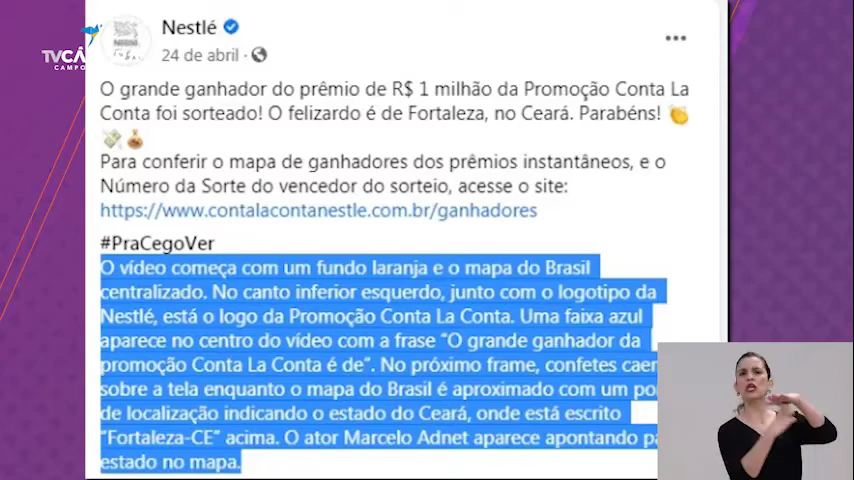 TVCÂ
CAMPO
Nestlé
24 de abril ·
O grande ganhador do prêmio de R$ 1 milhão da Promoção Conta La
Conta foi sorteado! O felizardo é de Fortaleza, no Ceará. Parabéns!
Para conferir o mapa de ganhadores dos prêmios instantâneos, e o
Número da Sorte do vencedor do sorteio, acesse o site:
https://www.contalacontanestle.com.br/ganhadores
#PraCegoVer
O vídeo começa com um fundo laranja e o mapa do Brasil
centralizado. No canto inferior esquerdo, junto com o logotipo da
Nestlé, está o logo da Promoção Conta La Conta. Uma faixa azul
aparece no centro do vídeo com a frase "O grande ganhador da
promoção Conta La Conta é de". No próximo frame, confetes caem
sobre a tela enquanto o mapa do Brasil é aproximado com um pon
de localização indicando o estado do Ceará, onde está escrito
"Fortaleza-CE" acima. O ator Marcelo Adnet aparece apontando pa
estado no mapa.